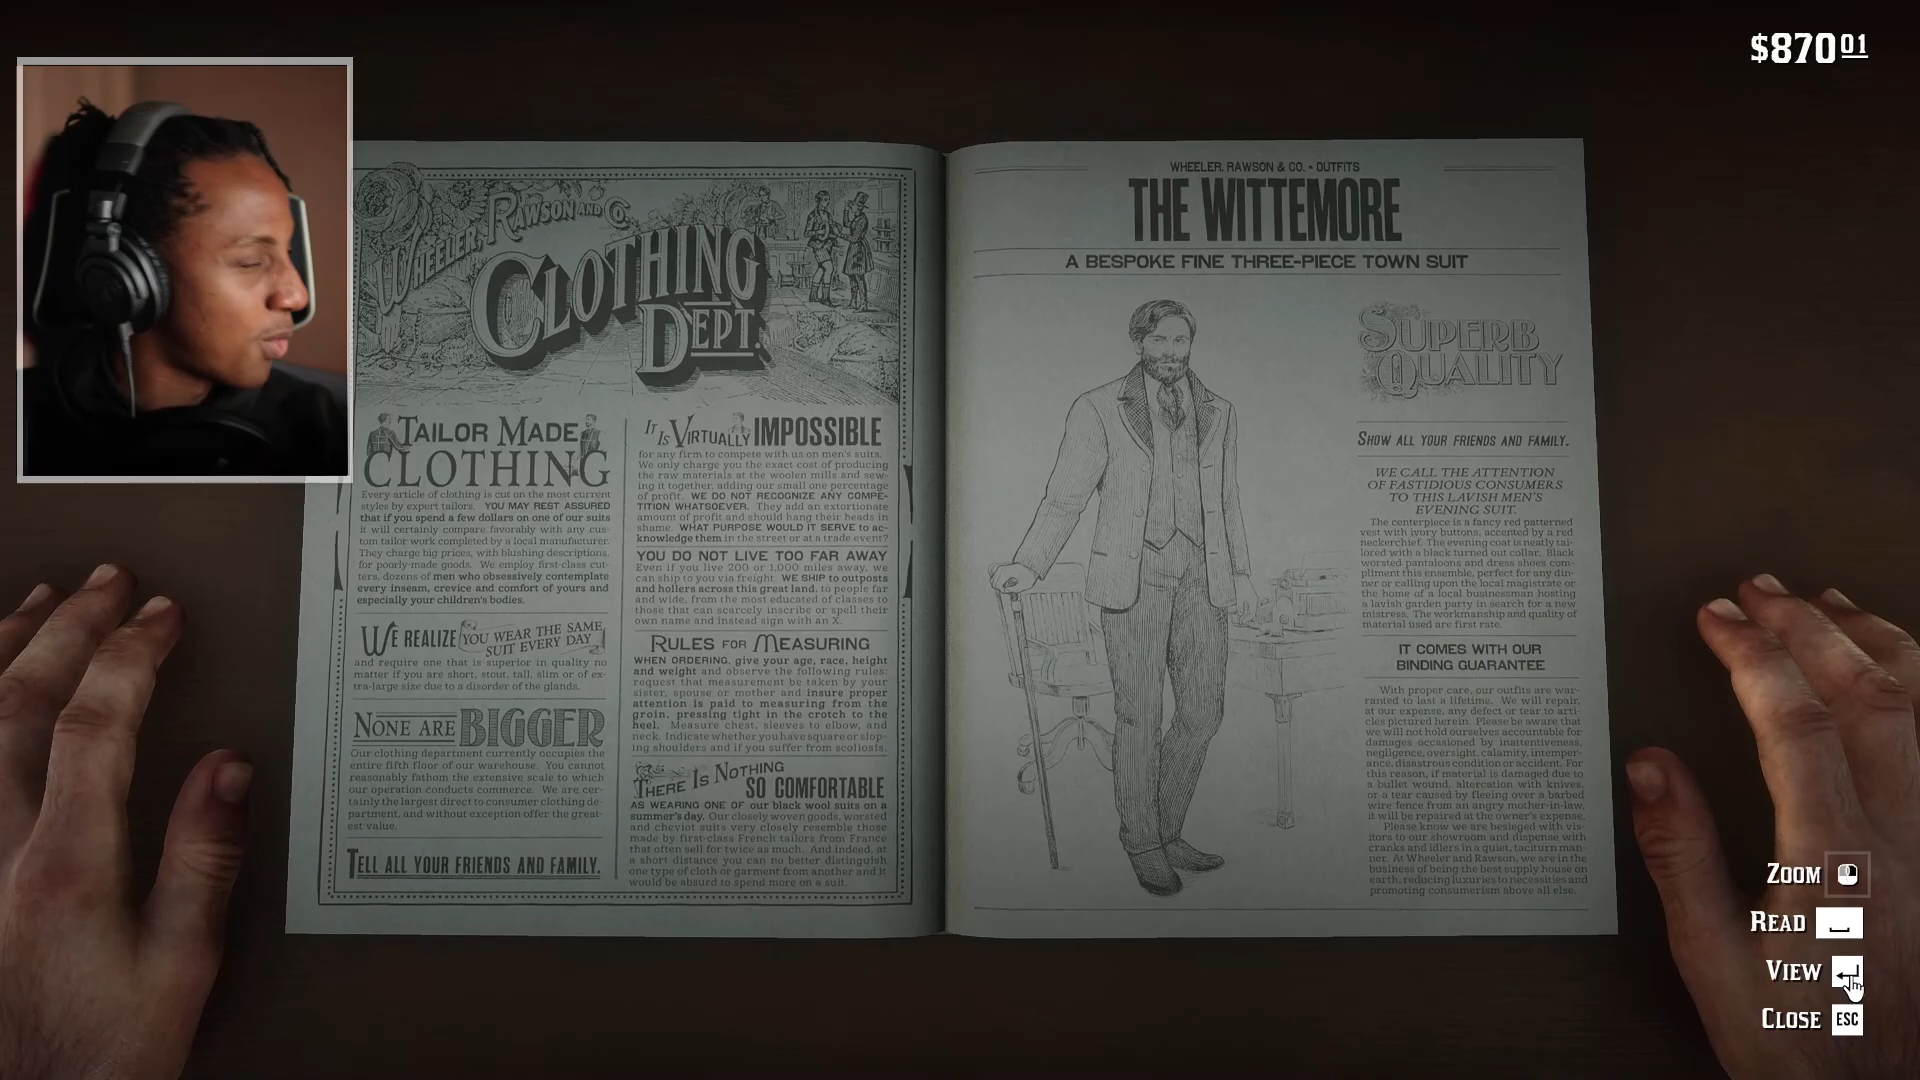 $870 01
WHEELER, RAWSON AND CO.
CLOTHING
DEPT.
TAILOR MADE
CLOTHING
Every article of clothing is cut on the most current
styles by expert tailors. YOU MAY REST ASSURED
that if you spend a few dollars on one of our suits
it will certainly compare favorably with any cus-
tom tailor work completed by a local manufacturer.
They charge big prices, with blushing descriptions,
for poorly-made goods. We employ first-class cut-
ters, dozens of men who obsessively contemplate
every inseam, crevice and comfort of yours and
especially your children's bodies.
WE REALIZE YOU WEAR THE SAME
SUIT EVERY DAY
and require one that is superior in quality no
matter if you are short, stout, tall, slim or of ex-
tra-large size due to a disorder of the glands.
NONE ARE BIGGER
Our clothing department currently occupies the
entire fifth floor of our warehouse. You cannot
reasonably fathom the extensive scale to which
our operation conducts commerce. We are cer-
tainly the largest direct to consumer clothing de-
partment, and without exception offer the great-
est value.
TELL ALL YOUR FRIENDS AND FAMILY.
IT IS VIRTUALLY IMPOSSIBLE
for any firm to compete with us on men's suits.
We only charge you the exact cost of producing
the raw materials at the woolen mills and sew-
ing it together, adding our small one percentage
of profit. WE DO NOT RECOGNIZE ANY COMPE-
TITION WHATSOEVER. They add an extortionate
amount of profit and should hang their heads in
shame. WHAT PURPOSE WOULD IT SERVE to ac-
knowledge them in the street or at a trade event?
YOU DO NOT LIVE TOO FAR AWAY
Even if you live 200 or 1,000 miles away, we
can ship to you via freight. WE SHIP to outposts
and hollers across this great land, to people far
and wide, from the most educated of classes to
those that can scarcely inscribe or spell their
own name and instead sign with an X.
RULES FOR MEASURING
WHEN ORDERING, give your age, race, height
and weight and observe the following rules:
request that measurement be taken by your
sister, spouse or mother and insure proper
attention is paid to measuring from the
groin, pressing tight in the crotch to the
heel. Measure chest, sleeves to elbow, and
neck. Indicate whether you have square or slop-
ing shoulders and if you suffer from scoliosis.
THERE IS NOTHING
SO COMFORTABLE
AS WEARING ONE OF our black wool suits on a
summer's day. Our closely woven goods, worsted
and cheviot suits very closely resemble those
made by first-class French tailors from France
that often sell for twice as much. And indeed, at
a short distance you can no better distinguish
one type of cloth or garment from another and it
would be absurd to spend more on a suit.
WHEELER, RAWSON & CO. - OUTFITS
THE WITTEMORE
A BESPOKE FINE THREE-PIECE TOWN SUIT
SUPERB
QUALITY
SHOW ALL YOUR FRIENDS AND FAMILY.
WE CALL THE ATTENTION
OF FASTIDIOUS CONSUMERS
TO THIS LAVISH MEN'S
EVENING SUIT.
The centerpiece is a fancy red patterned
vest with ivory buttons, accented by a red
neckerchief. The evening coat is neatly tai-
lored with a black turned out collar. Black
worsted pantaloons and dress shoes com-
pliment this ensemble, perfect for any din-
ner or calling upon the local magistrate or
the home of a local businessman hosting
a lavish garden party in search for a new
mistress. The workmanship and quality of
material used are first rate.
IT COMES WITH OUR
BINDING GUARANTEE
With proper care, our outfits are war-
ranted to last a lifetime. We will repair,
at our expense, any defect or tear to arti-
cles pictured herein. Please be aware that
we will not hold ourselves accountable for
damages occasioned by inattentiveness,
negligence, oversight, calamity, intemper-
ance, disastrous condition or accident. For
this reason, if material is damaged due to
a bullet wound, altercation with knives,
or a tear caused by fleeing over a barbed
wire fence from an angry mother-in-law,
it will be repaired at the owner's expense.
Please know we are besieged with vis-
itors to our showroom and dispense with
cranks and idlers in a quiet, taciturn man-
ner. At Wheeler and Rawson, we are in the
business of being the best supply house on
earth, reducing luxuries to necessities and
promoting consumerism above all else.
ZOOM
READ
VIEW
CLOSE ESC